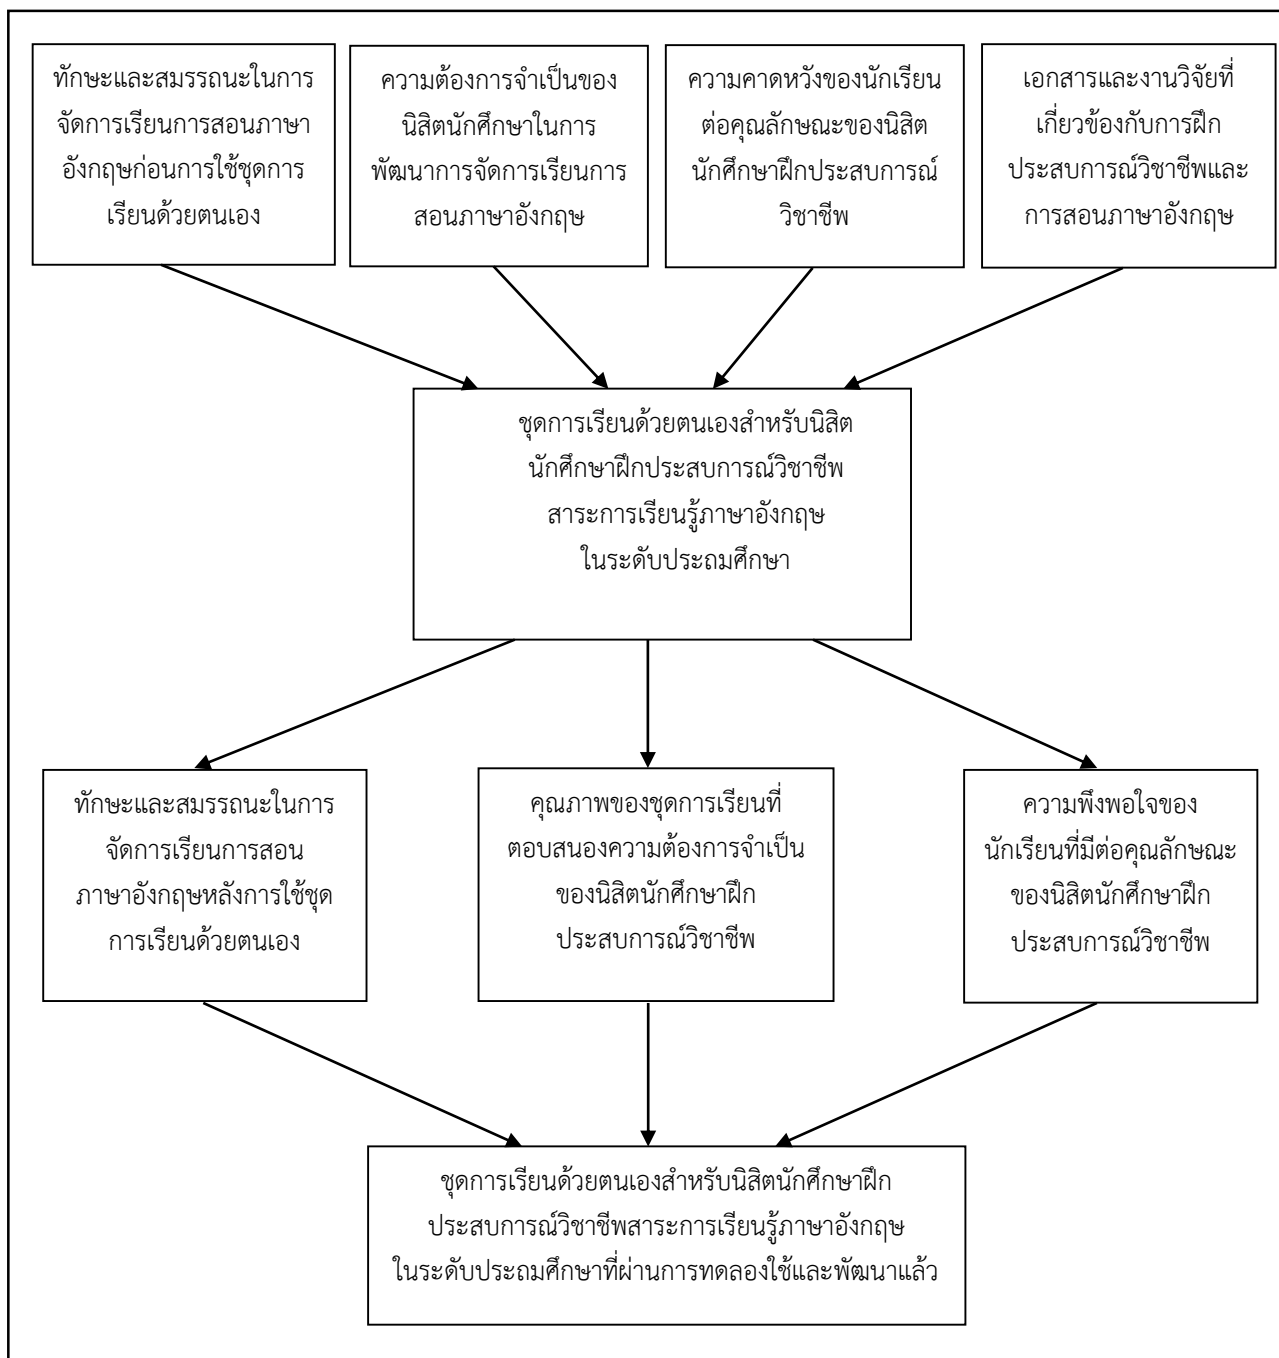 ทักษะและสมรรถนะในการ
จัดการเรียนการสอนภาษา
อังกฤษก่อนการใช้ชุดการ
เรียนด้วยตนเอง
ความต้องการจำเป็นของ
นิสิตนักศึกษาในการ
พัฒนาการจัดการเรียนการ
สอนภาษาอังกฤษ
ความคาดหวังของนักเรียน
ต่อคุณลักษณะของนิสิต
นักศึกษาฝึกประสบการณ์
วิชาชีพ
เอกสารและงานวิจัยที่
เกี่ยวข้องกับการฝึก
ประสบการณ์วิชาชีพและ
การสอนภาษาอังกฤษ
ชุดการเรียนด้วยตนเองสำหรับนิสิต
นักศึกษาฝึกประสบการณ์วิชาชีพ
สาระการเรียนรู้ภาษาอังกฤษ
ในระดับประถมศึกษา
ทักษะและสมรรถนะในการ
จัดการเรียนการสอน
ภาษาอังกฤษหลังการใช้ชุด
การเรียนด้วยตนเอง
คุณภาพของชุดการเรียนที่
ตอบสนองความต้องการจำเป็น
ของนิสิตนักศึกษาฝึก
ประสบการณ์วิชาชีพ
ความพึงพอใจของ
นักเรียนที่มีต่อคุณลักษณะ
ของนิสิตนักศึกษาฝึก
ประสบการณ์วิชาชีพ
ชุดการเรียนด้วยตนเองสำหรับนิสิตนักศึกษาฝึก
ประสบการณ์วิชาชีพสาระการเรียนรู้ภาษาอังกฤษ
ในระดับประถมศึกษาที่ผ่านการทดลองใช้และพัฒนาแล้ว